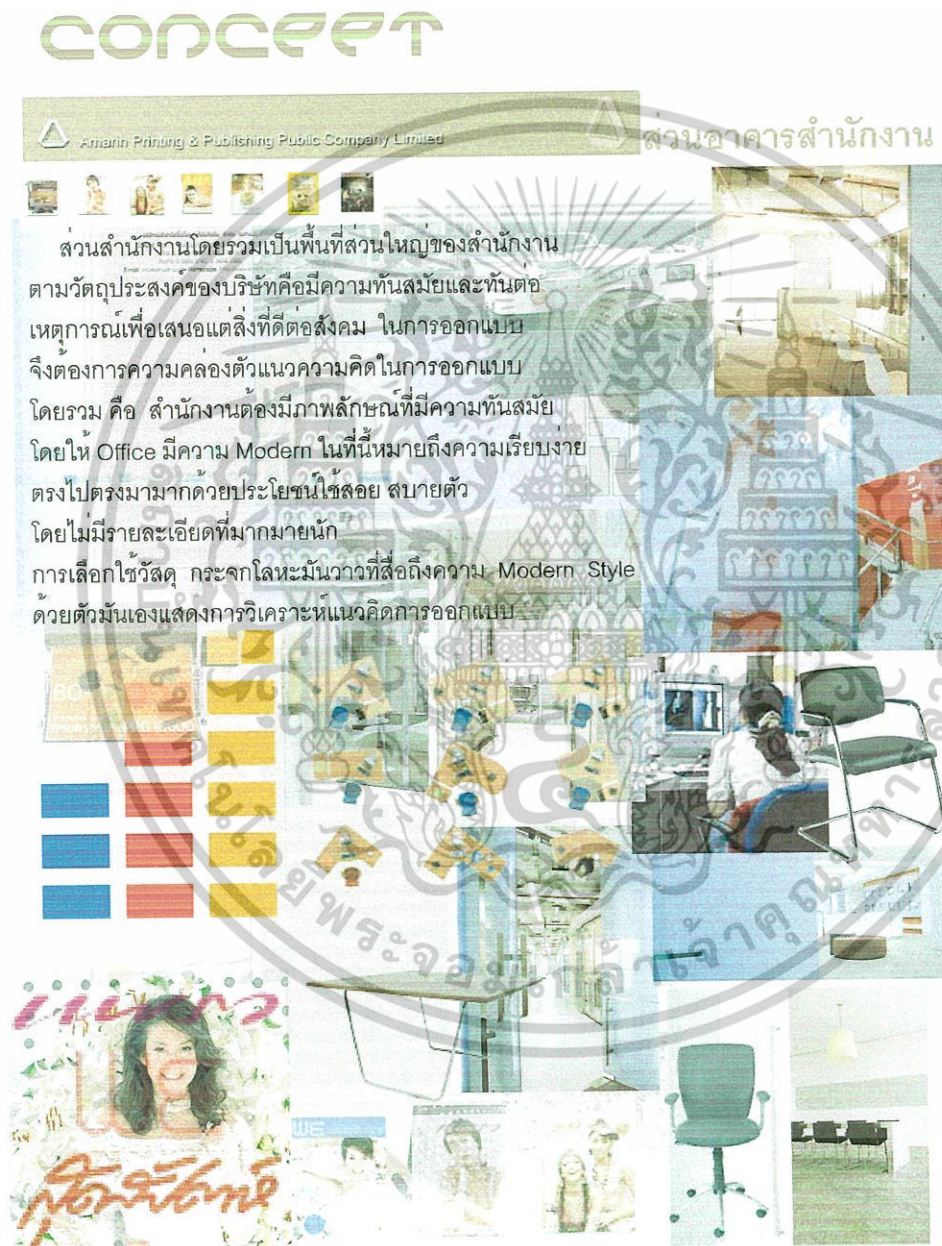 CONCEPT
Amarin Printing & Publishing Public Company Limited
ส่วนอาคารสำนักงาน
ส่วนสำนักงานโดยรวมเป็นพื้นที่ส่วนใหญ่ของสำนักงาน
ตามวัตถุประสงค์ของบริษัทคือมีความทันสมัยและทันต่อ
เหตุการณ์เพื่อเสนอแต่สิ่งที่ดีต่อสังคม ในการออกแบบ
จึงต้องการความคล่องตัวแนวความคิดในการออกแบบ
โดยรวม คือ สำนักงานต้องมีภาพลักษณ์ที่มีความทันสมัย
โดยให้ Office มีความ Modern ในที่นี้หมายถึงความเรียบง่าย
ตรงไปตรงมามากด้วยประโยชน์ใช้สอย สบายตัว
โดยไม่มีรายละเอียดที่มากมายนัก
การเลือกใช้วัสดุ กระจกโลหะมันวาวที่สื่อถึงความ Modern Style
ด้วยตัวมันเองแสดงการวิเคราะห์แนวคิดการออกแบบ
แพรว
สุดสัปดาห์
WE